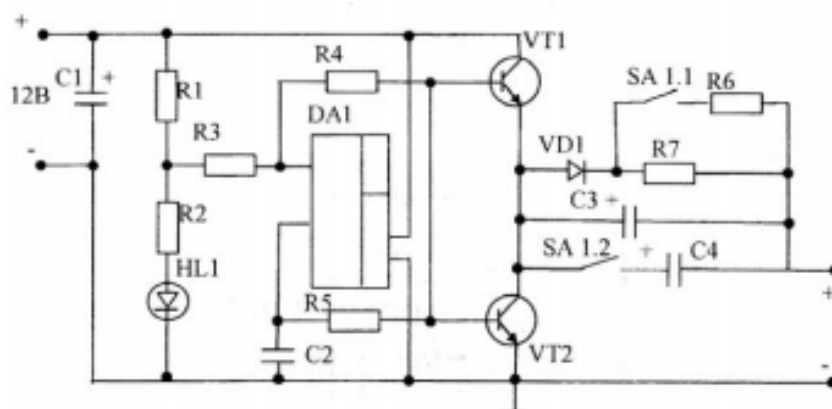 +
12В
-
C1
+
R1
R2
HL1
R3
R4
DA1
R5
C2
VT1
VT2
VD1
SA 1.1
R6
R7
C3
+
SA 1.2
+
C4
+
-